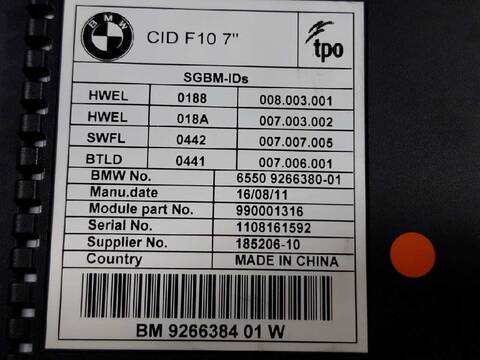 BMW
CID F10 7"
tpo
SGBM-IDs
HWEL 0188 008.003.001
HWEL 018A 007.003.002
SWFL 0442 007.007.005
BTLD 0441 007.006.001
BMW No. 6550 9266380-01
Manu.date 16/08/11
Module part No. 990001316
Serial No. 1108161592
Supplier No. 185206-10
Country MADE IN CHINA
BM 9266384 01 W